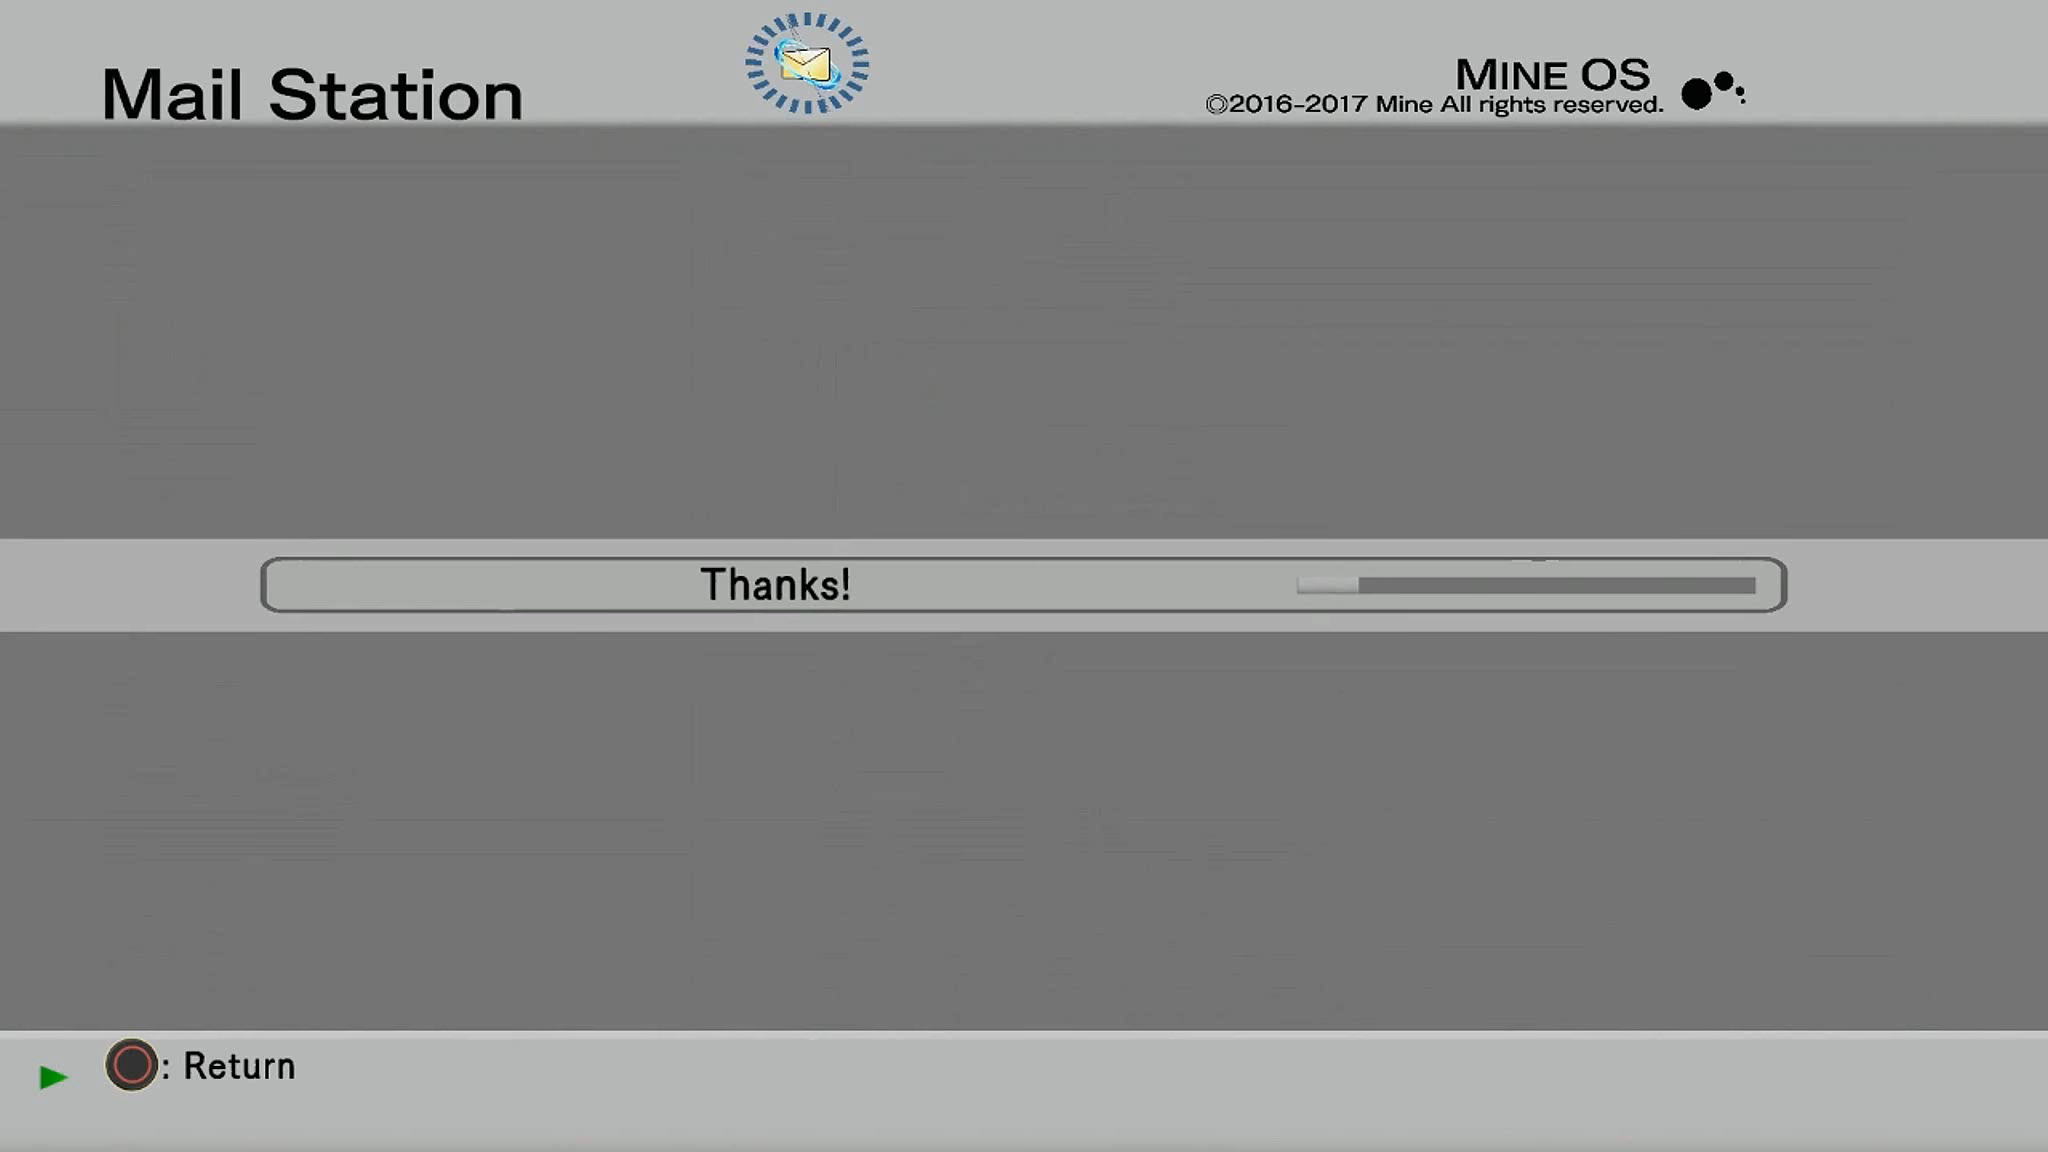 Mail Station
MINE OS
©2016-2017 Mine All rights reserved.
Thanks!
: Return